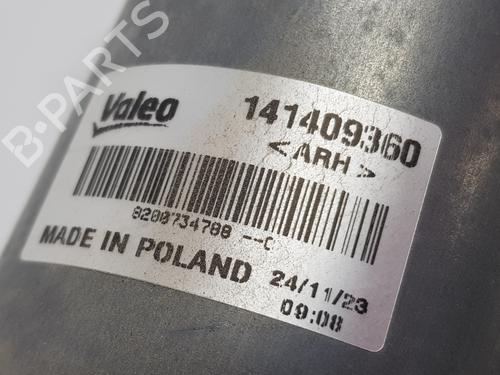 B-PARTS
Valeo
141409360
<ARH>
8200734788 --C
MADE IN POLAND
24/11/23
09:08